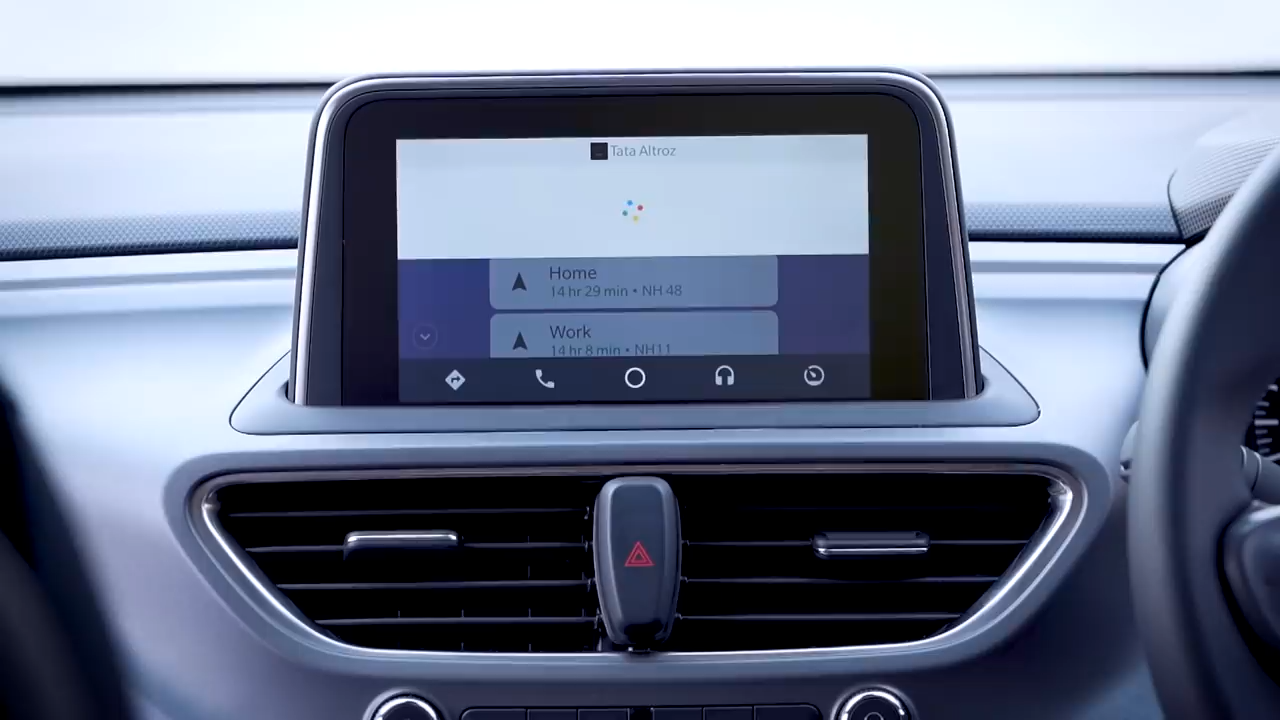 Tata Altroz
Home
14 hr 29 min • NH 48
Work
14 hr 8 min • NH11